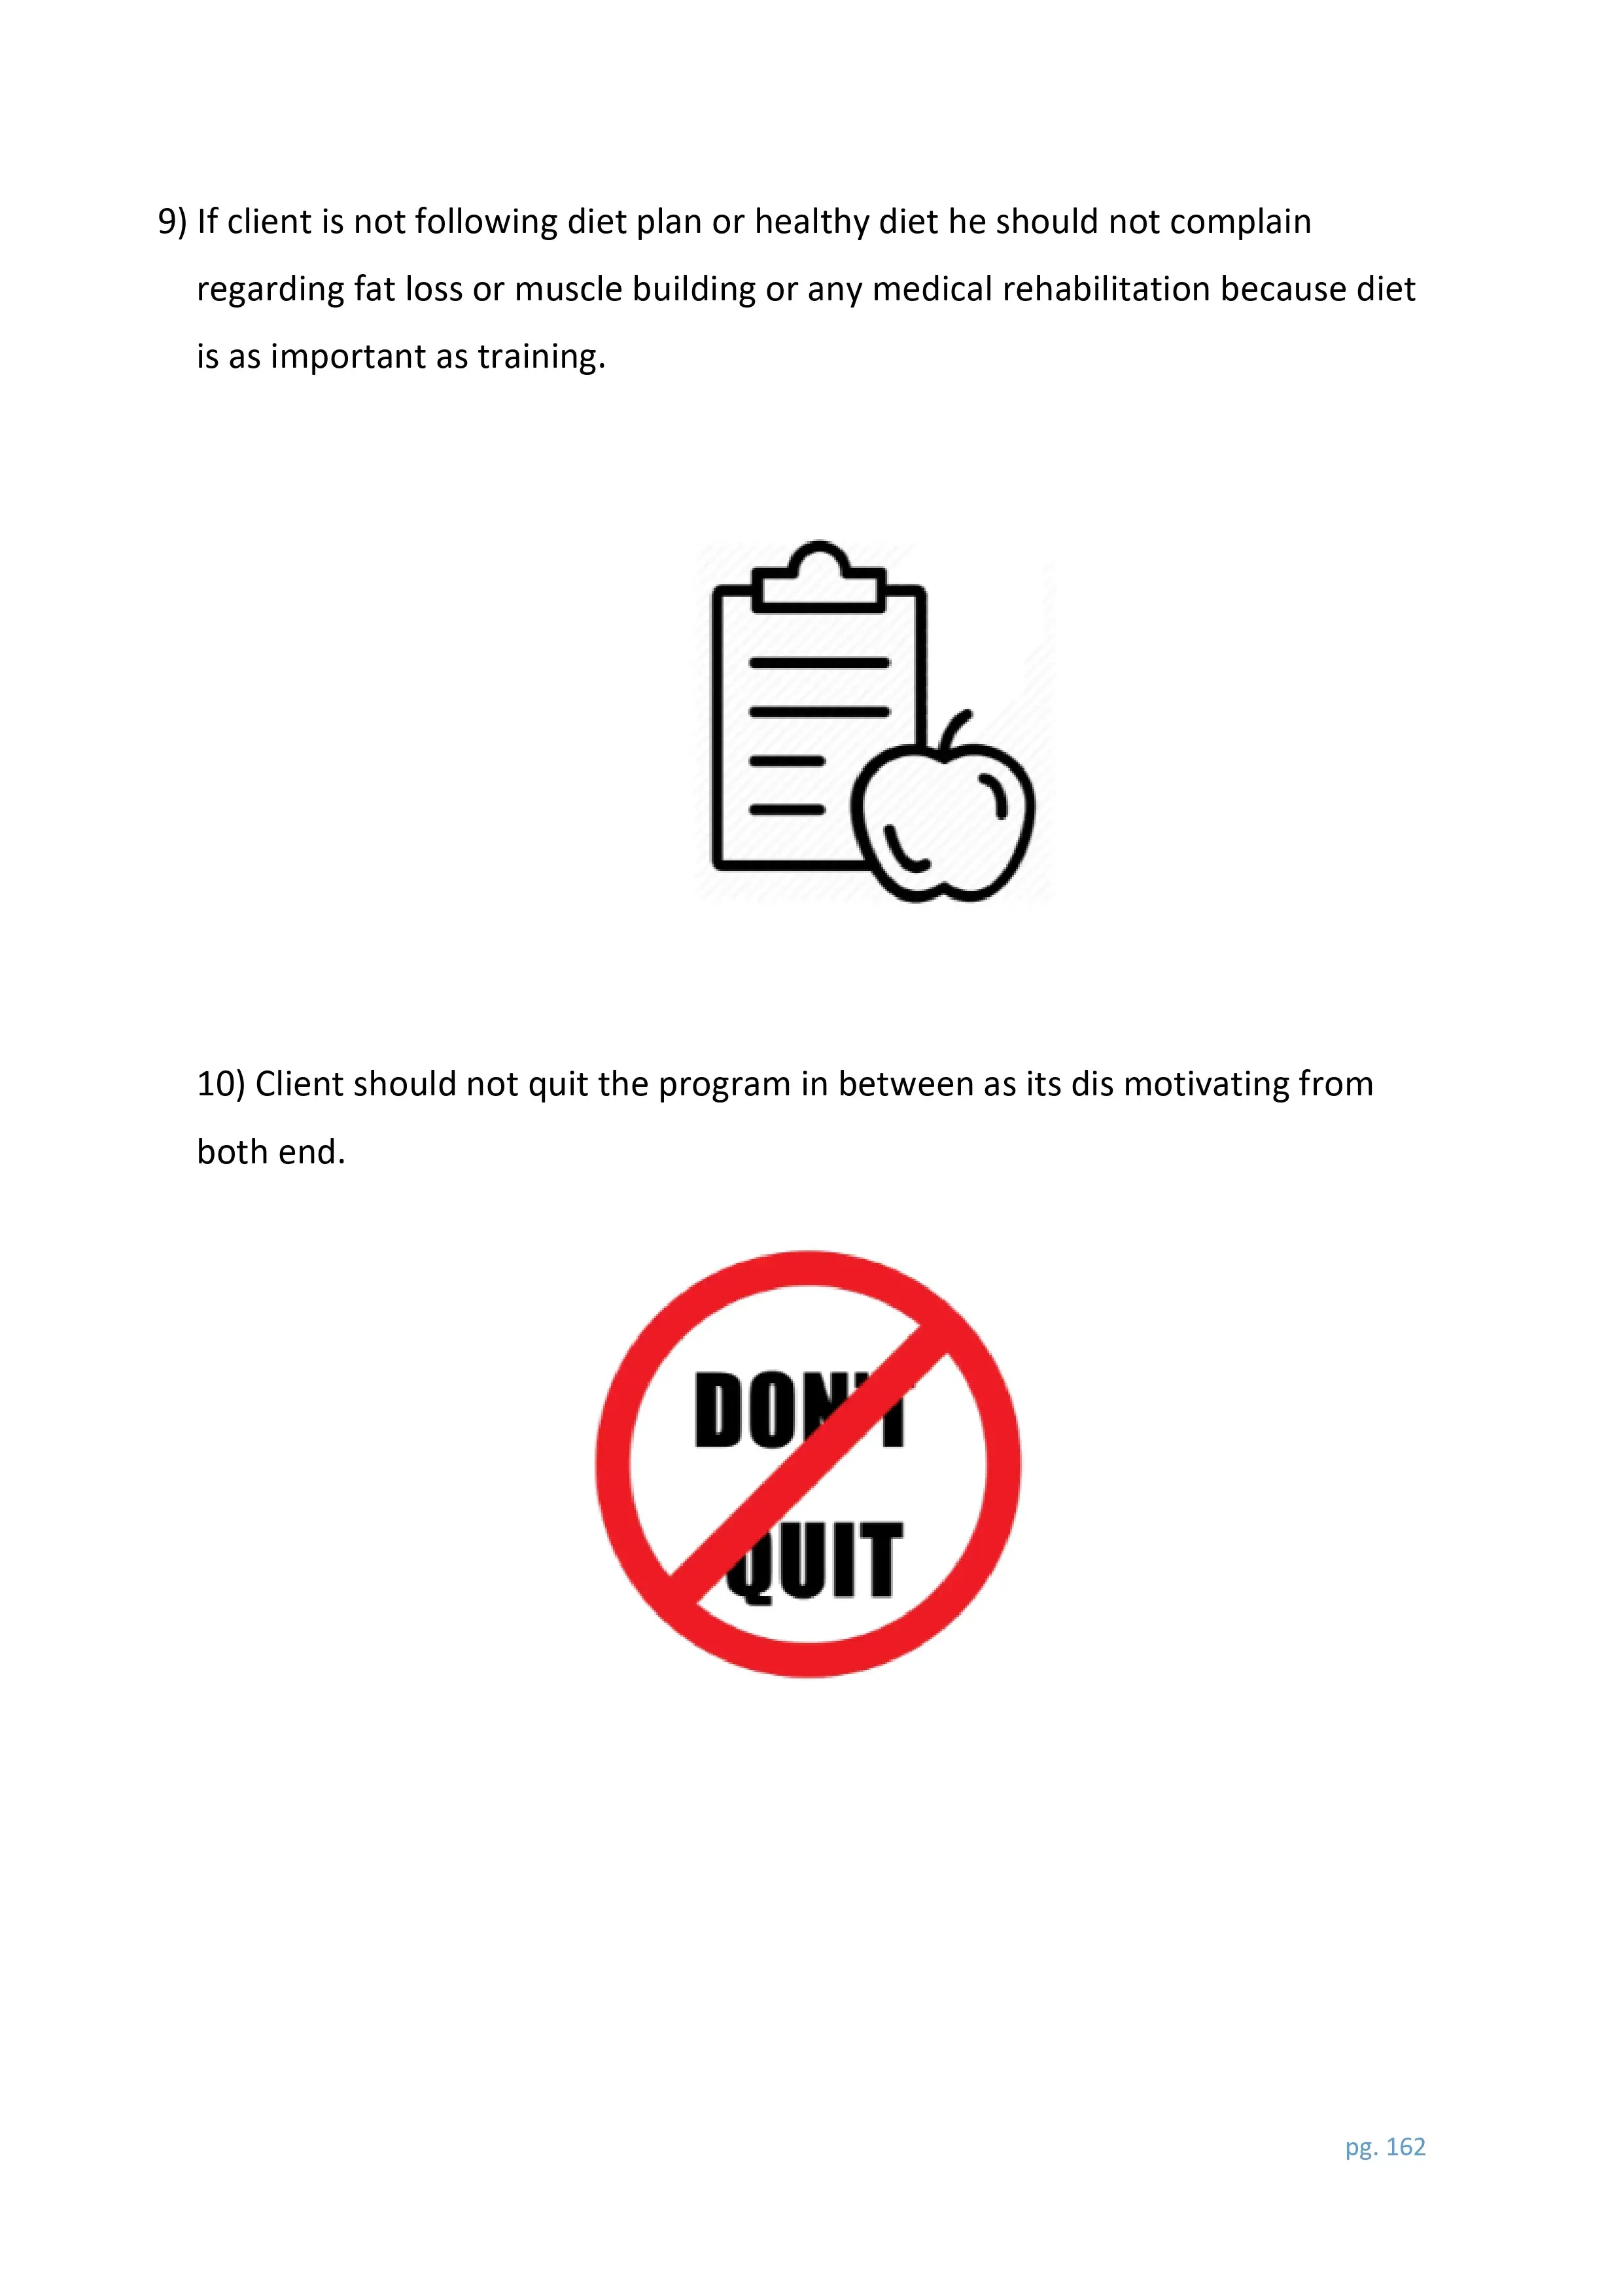 9) If client is not following diet plan or healthy diet he should not complain
regarding fat loss or muscle building or any medical rehabilitation because diet
is as important as training.
10) Client should not quit the program in between as its dis motivating from
both end.
DON'T
QUIT
pg. 162